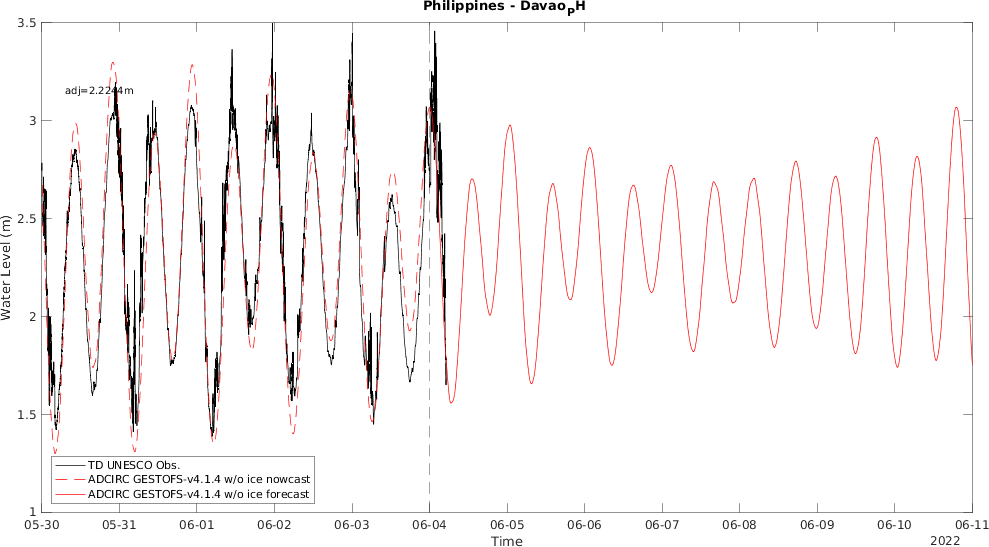 Philippines - Davao_PH
adj=2.2244m
3.5
3
2.5
2
1.5
1
Water Level (m)
TD UNESCO Obs.
ADCIRC GESTOFS-v4.1.4 w/o ice nowcast
ADCIRC GESTOFS-v4.1.4 w/o ice forecast
05-30 05-31 06-01 06-02 06-03 06-04 06-05 06-06 06-07 06-08 06-09 06-10 06-11
Time
2022